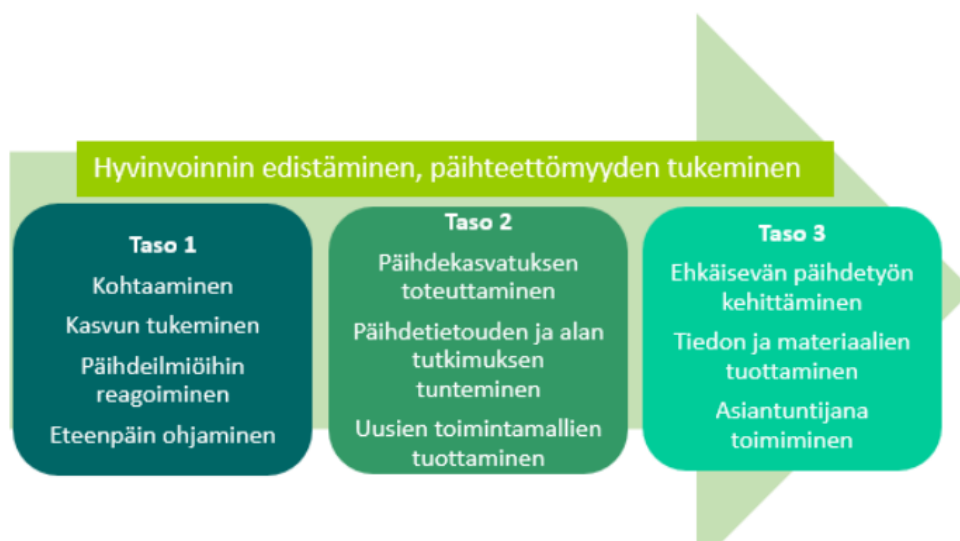 Hyvinvoinnin edistäminen, päihteettömyyden tukeminen
Taso 1
Kohtaaminen
Kasvun tukeminen
Päihdeilmiöihin
reagoiminen
Eteenpäin ohjaaminen
Taso 2
Päihdekasvatuksen
toteuttaminen
Päihdetietouden ja alan
tutkimuksen
tunteminen
Uusien toimintamallien
tuottaminen
Taso 3
Ehkäisevän päihdetyön
kehittäminen
Tiedon ja materiaalien
tuottaminen
Asiantuntijana
toimiminen